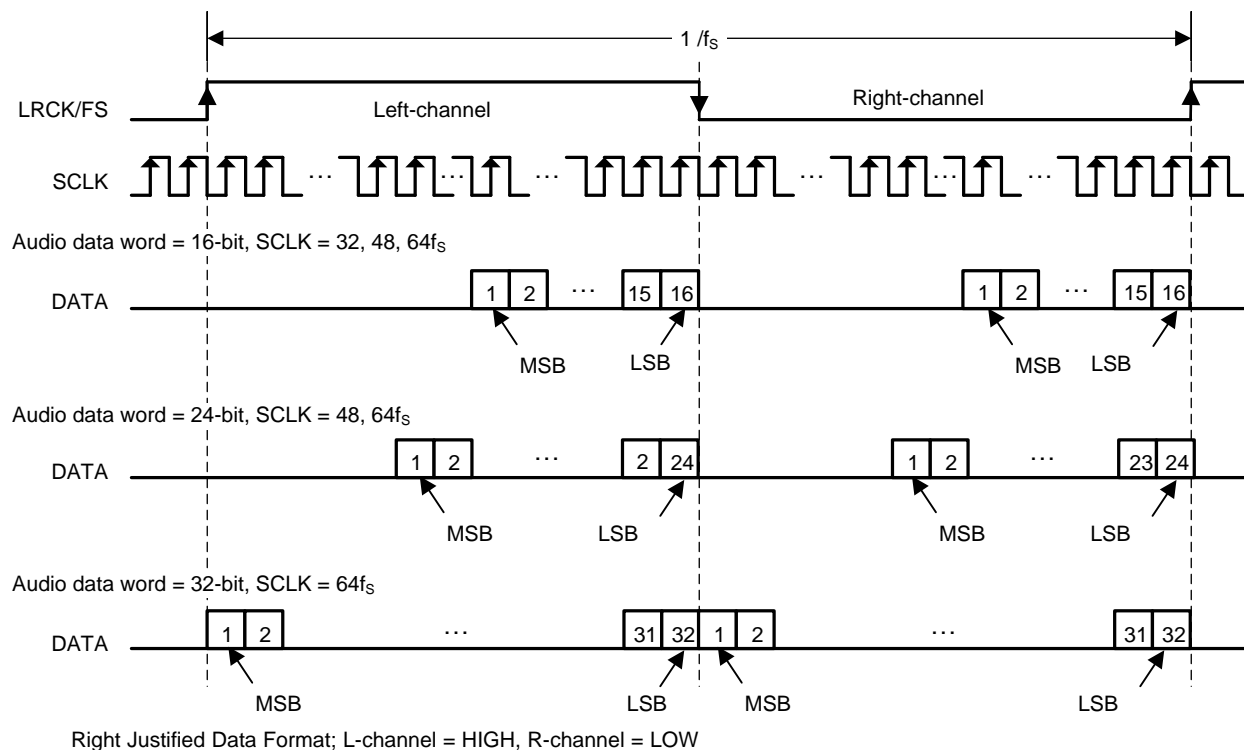 1 /fS
LRCK/FS
Left-channel
Right-channel
SCLK
... ... ... ... ... ...
Audio data word = 16-bit, SCLK = 32, 48, 64fS
DATA
1 2 ... 15 16 1 2 ... 15 16
MSB LSB MSB LSB
Audio data word = 24-bit, SCLK = 48, 64fS
DATA
1 2 ... 2 24 1 2 ... 23 24
MSB LSB MSB LSB
Audio data word = 32-bit, SCLK = 64fS
DATA
1 2 ... 31 32 1 2 ... 31 32
MSB LSB MSB LSB
Right Justified Data Format; L-channel = HIGH, R-channel = LOW